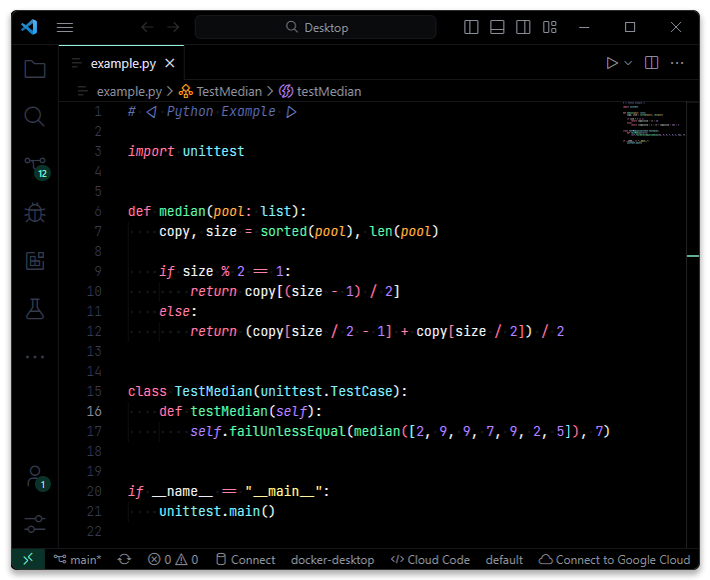 Desktop
example.py
example.py > TestMedian > testMedian
1 # ◁ Python Example ▷
2
3 import unittest
4
5
6 def median(pool: list):
7     copy, size = sorted(pool), len(pool)
8
9     if size % 2 == 1:
10         return copy[(size - 1) / 2]
11     else:
12         return (copy[size / 2 - 1] + copy[size / 2]) / 2
13
14
15 class TestMedian(unittest.TestCase):
16     def testMedian(self):
17         self.failUnlessEqual(median([2, 9, 9, 7, 9, 2, 5]), 7)
18
19
20 if __name__ == "__main__":
21     unittest.main()
22
12
1
main* 0 0 Connect docker-desktop Cloud Code default Connect to Google Cloud